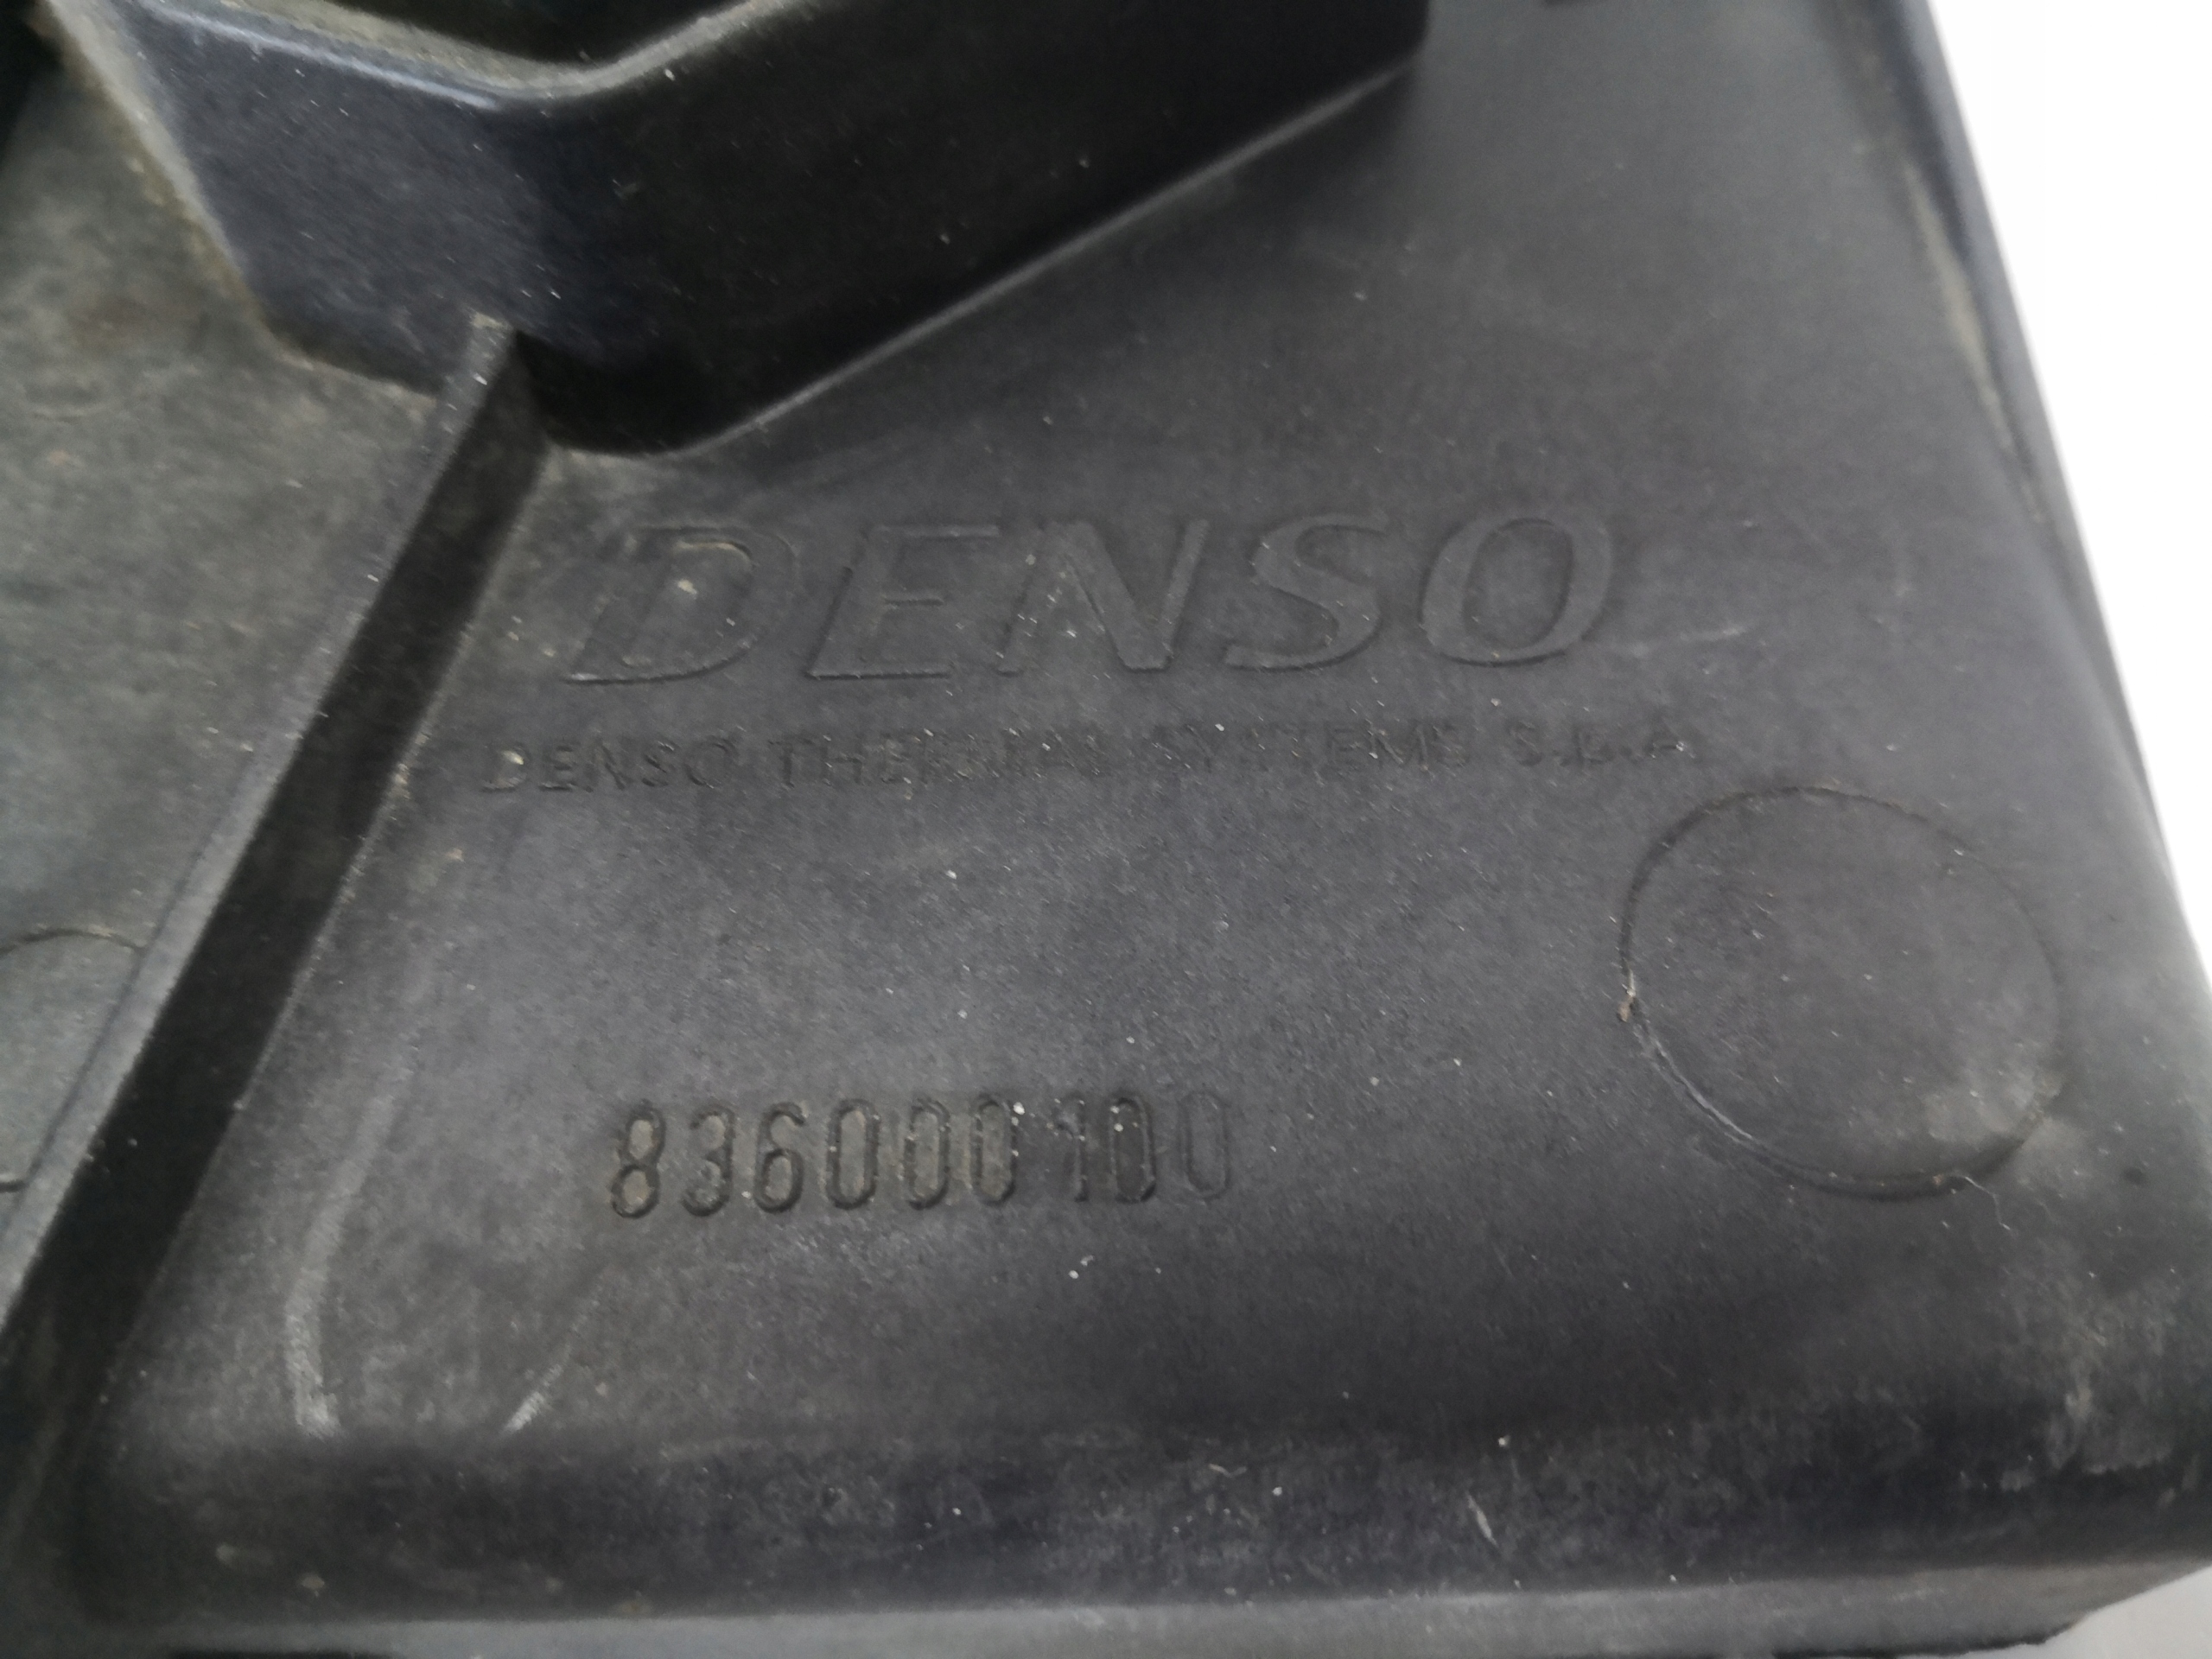 DENSO
DENSO THERMAL SYSTEMS S.p.A.
836000100